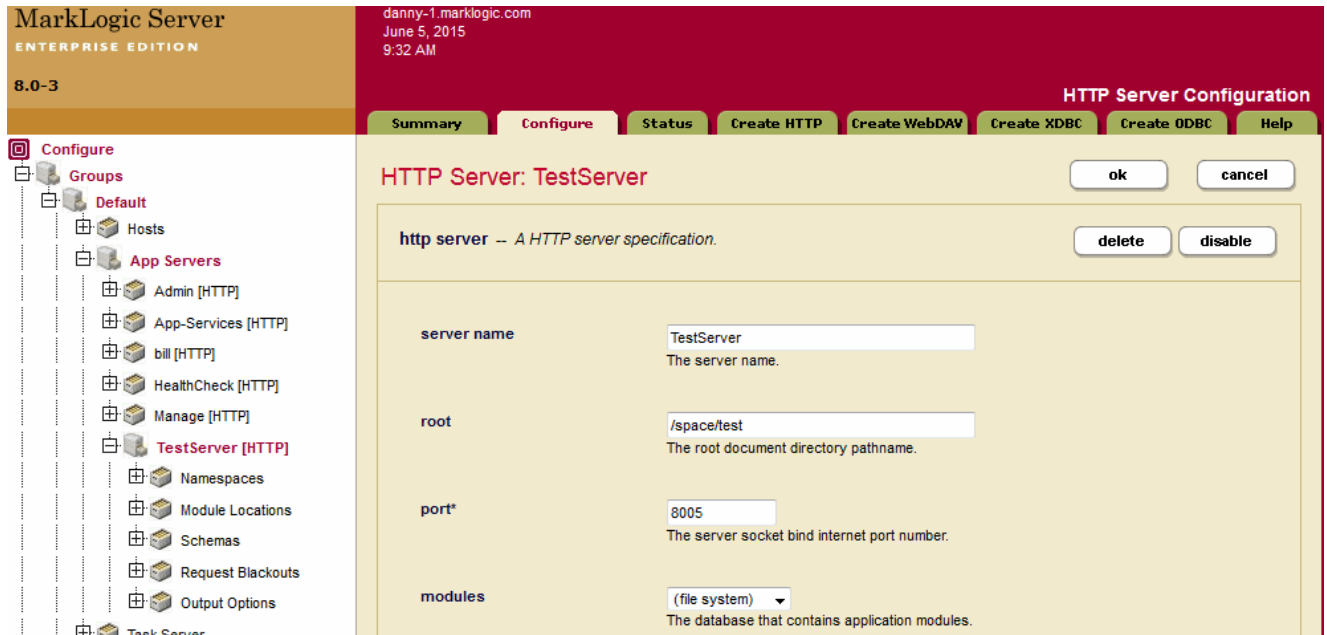 MarkLogic Server
ENTERPRISE EDITION
8.0-3
danny-1.marklogic.com
June 5, 2015
9:32 AM
HTTP Server Configuration
Summary Configure Status Create HTTP Create WebDAV Create XDBC Create ODBC Help
Configure
Groups
Default
Hosts
App Servers
Admin [HTTP]
App-Services [HTTP]
bill [HTTP]
HealthCheck [HTTP]
Manage [HTTP]
TestServer [HTTP]
Namespaces
Module Locations
Schemas
Request Blackouts
Output Options
Task Server
HTTP Server: TestServer
ok cancel
http server -- A HTTP server specification.
delete disable
server name
TestServer
The server name.
root
/space/test
The root document directory pathname.
port*
8005
The server socket bind internet port number.
modules
(file system)
The database that contains application modules.